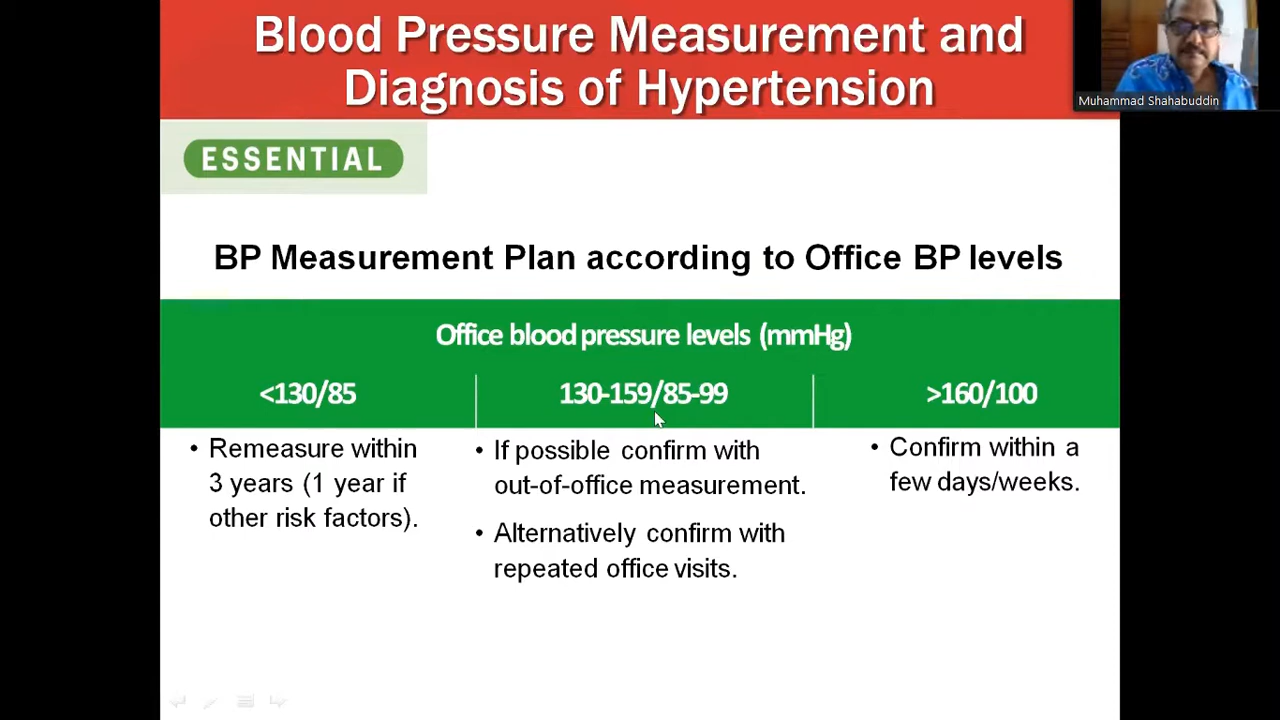 Blood Pressure Measurement and
Diagnosis of Hypertension
Muhammad Shahabuddin
ESSENTIAL
BP Measurement Plan according to Office BP levels
Office blood pressure levels (mmHg)
<130/85
130-159/85-99
>160/100
• Remeasure within
3 years (1 year if
other risk factors).
• If possible confirm with
out-of-office measurement.
• Alternatively confirm with
repeated office visits.
• Confirm within a
few days/weeks.